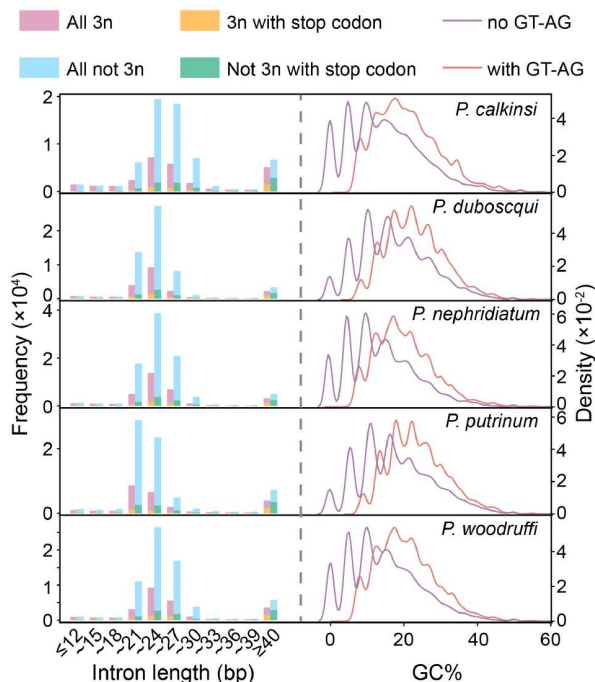 All 3n 3n with stop codon no GT-AG
All not 3n Not 3n with stop codon with GT-AG
Frequency (×10⁴)
Density (×10⁻²)
2
1
0
P. calkinsi
4
2
0
2
1
0
P. duboscqui
6
4
2
0
4
2
0
P. nephridiatum
6
4
2
0
2
0
P. putrinum
6
4
2
0
2
1
0
P. woodruffi
4
2
0
≤12 ~15 ~18 ~21 ~24 ~27 ~30 ~33 ~36 ~39 ≥40
0 20 40 60
Intron length (bp) GC%